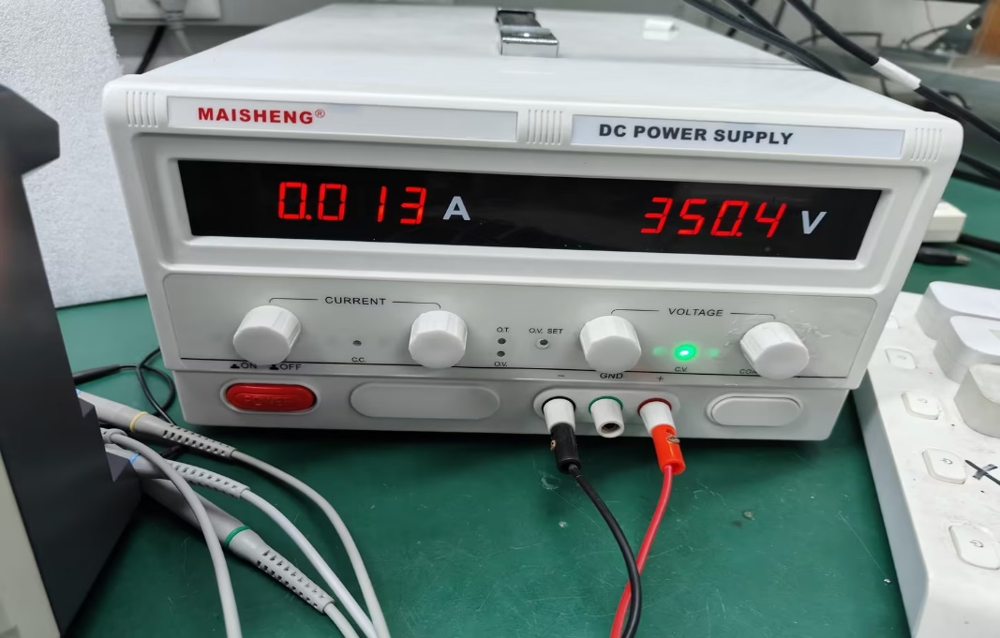 MAISHENG®
DC POWER SUPPLY
0.013 A
350.4 V
CURRENT
VOLTAGE
O.T.
O.V. SET
C.C.
O.V.
C.V.
ON OFF
POWER
− GND +